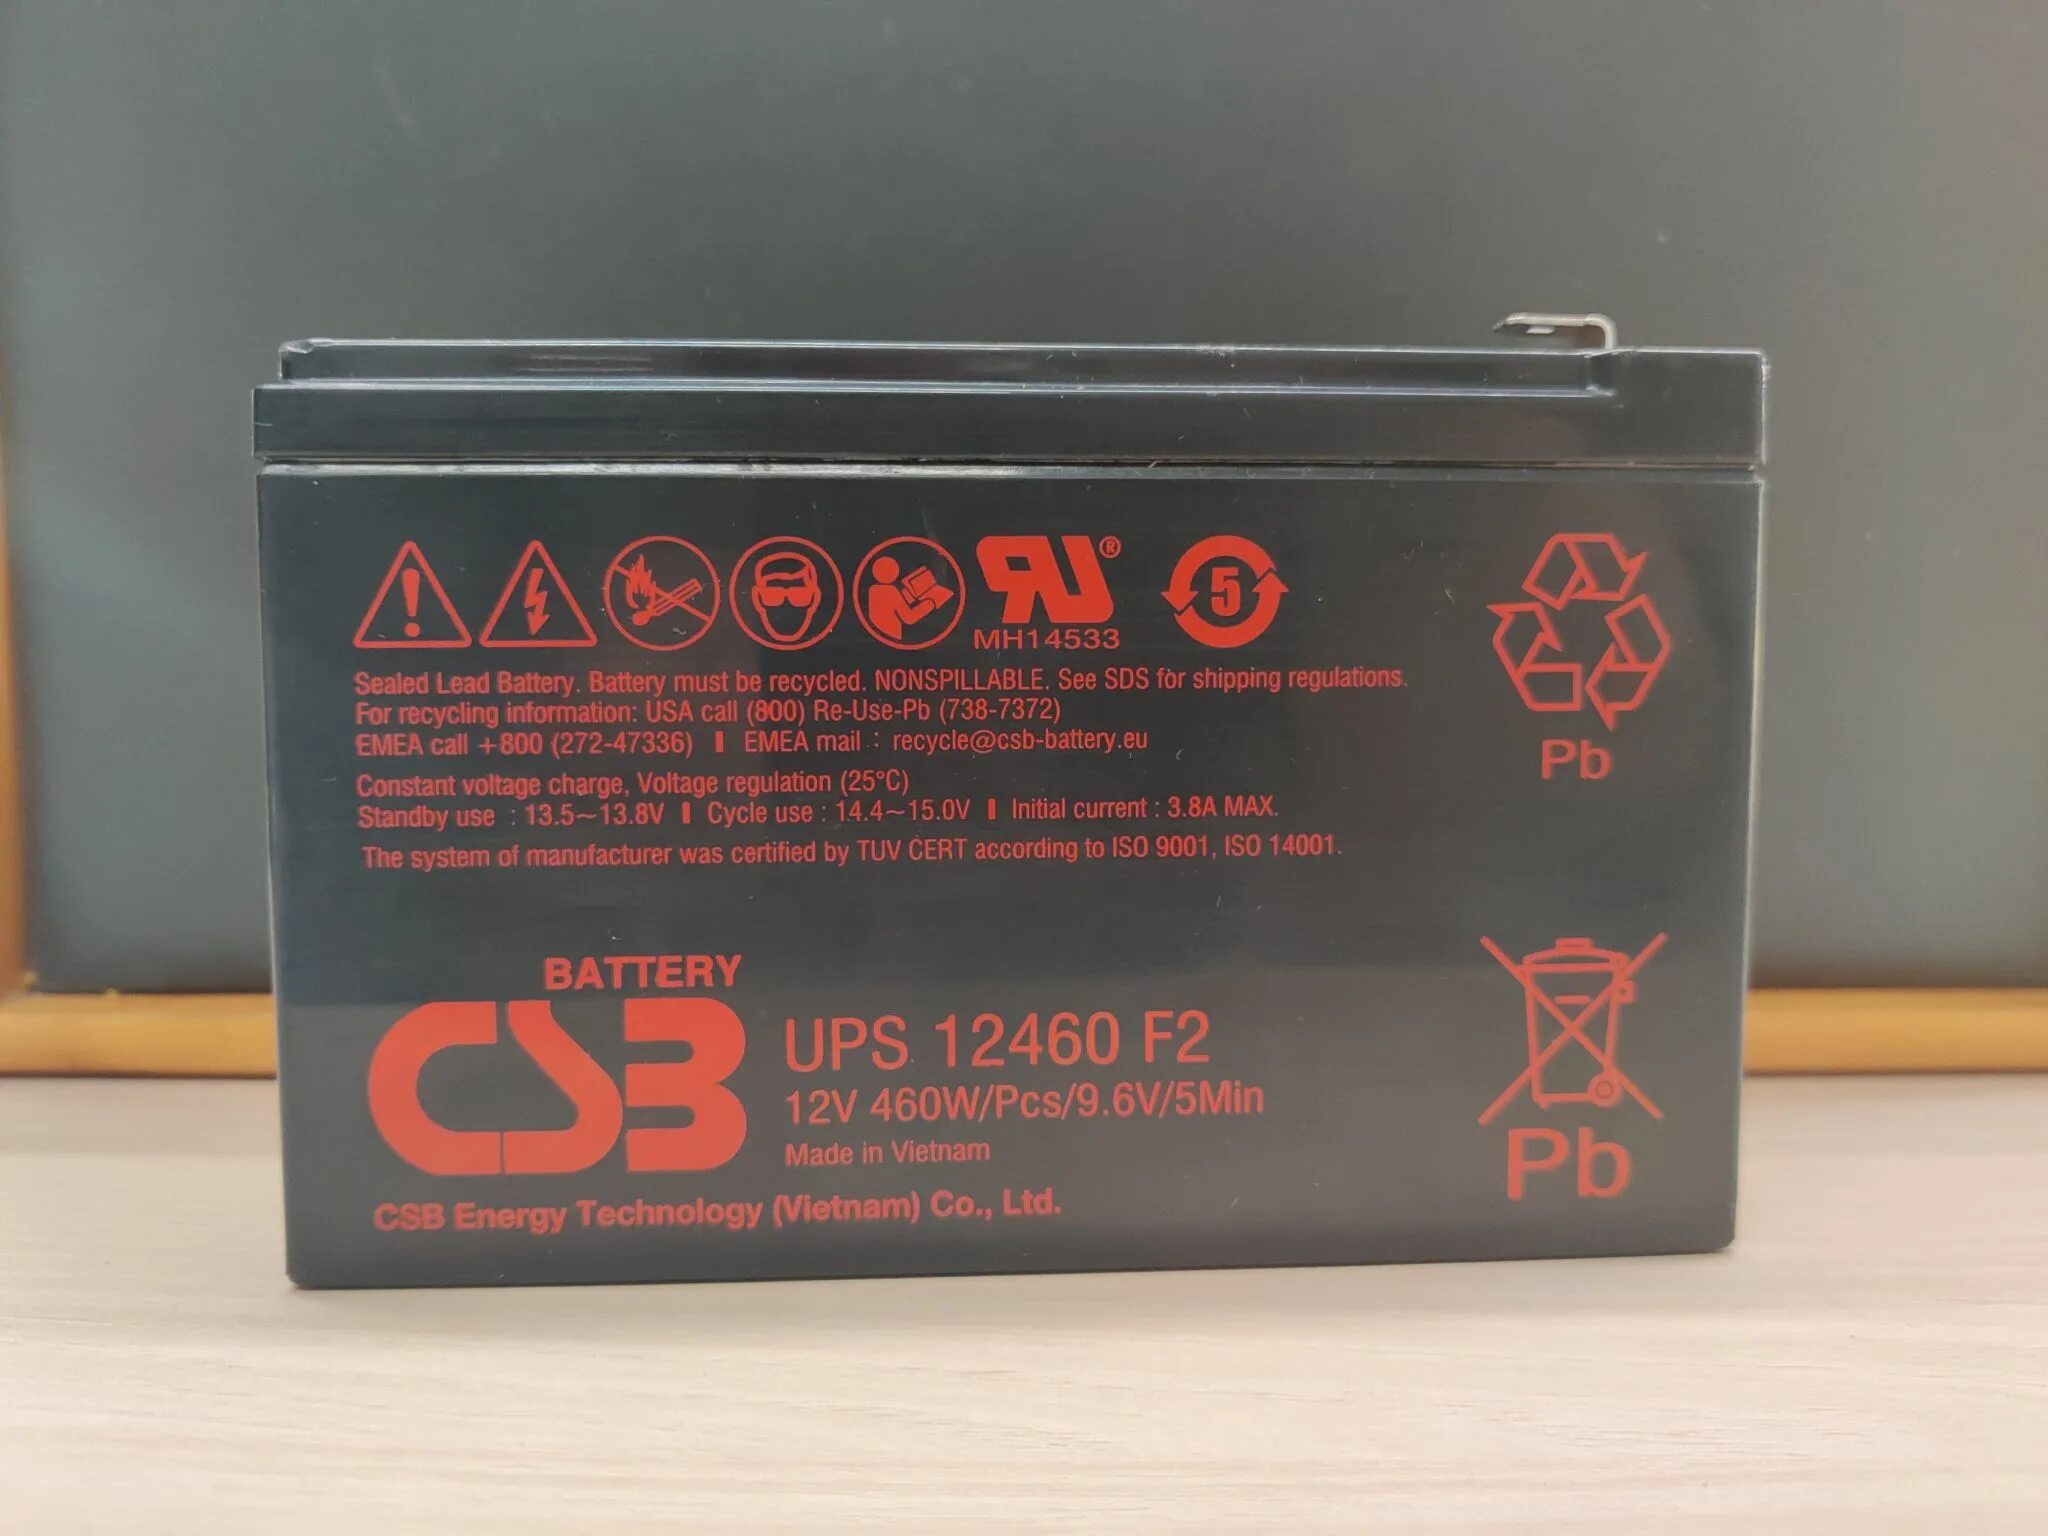 MH14533
5
Sealed Lead Battery. Battery must be recycled. NONSPILLABLE. See SDS for shipping regulations.
For recycling information: USA call (800) Re-Use-Pb (738-7372)
EMEA call +800 (272-47336) | EMEA mail : recycle@csb-battery.eu
Pb
Constant voltage charge, Voltage regulation (25°C)
Standby use : 13.5~13.8V | Cycle use : 14.4~15.0V | Initial current : 3.8A MAX.
The system of manufacturer was certified by TUV CERT according to ISO 9001, ISO 14001.
BATTERY
CSB
UPS 12460 F2
12V 460W/Pcs/9.6V/5Min
Made in Vietnam
Pb
CSB Energy Technology (Vietnam) Co., Ltd.